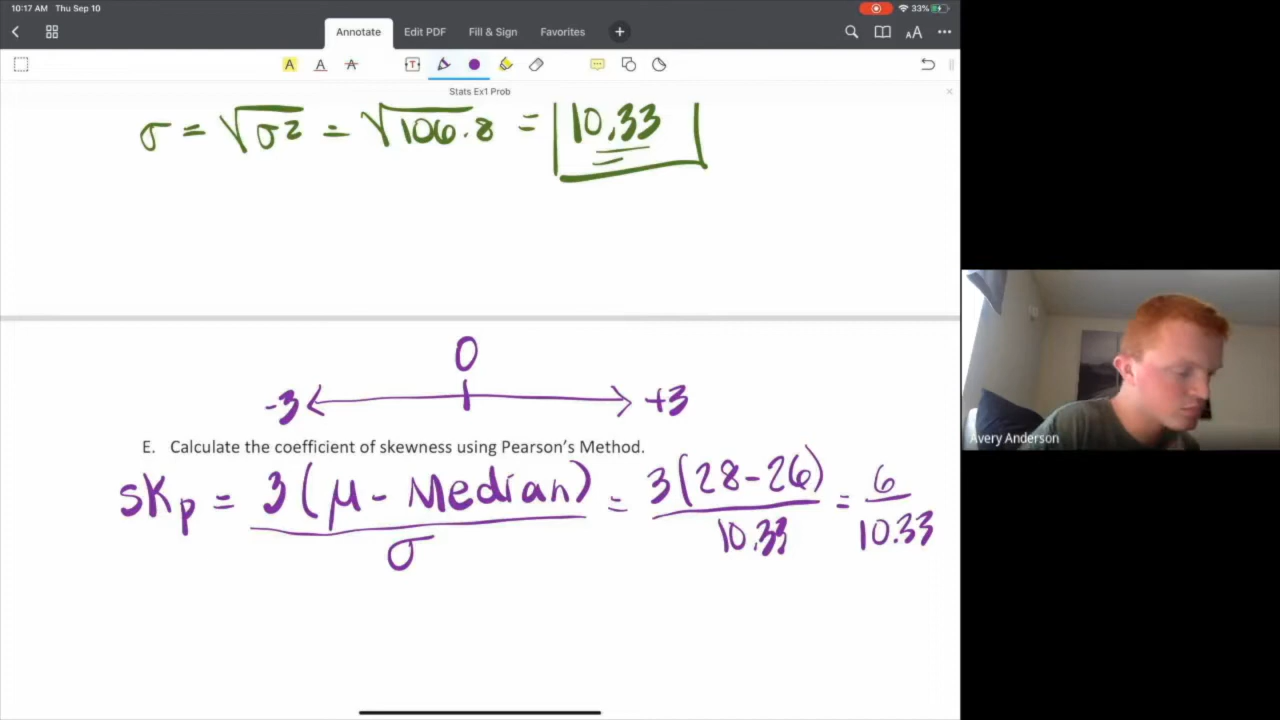 10:17 AM Thu Sep 10 33%
Annotate Edit PDF Fill & Sign Favorites AA
A A A T
Stats Ex1 Prob
σ = √σ2 = √106.8 = 10.33
0
-3 +3
E. Calculate the coefficient of skewness using Pearson's Method.
SKp = 3(μ - Median) / σ = 3(28-26) / 10.33 = 6 / 10.33
Avery Anderson